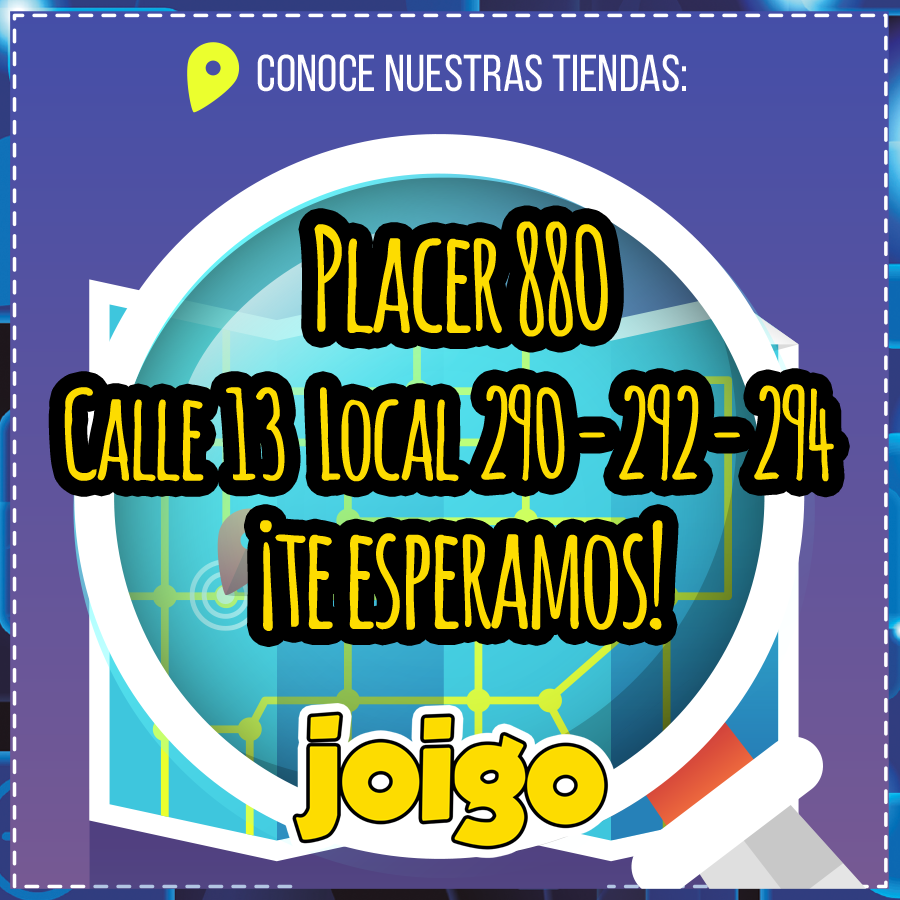 CONOCE NUESTRAS TIENDAS:
PLACER 880
CALLE 13 LOCAL 290-292-294
¡TE ESPERAMOS!
joigo